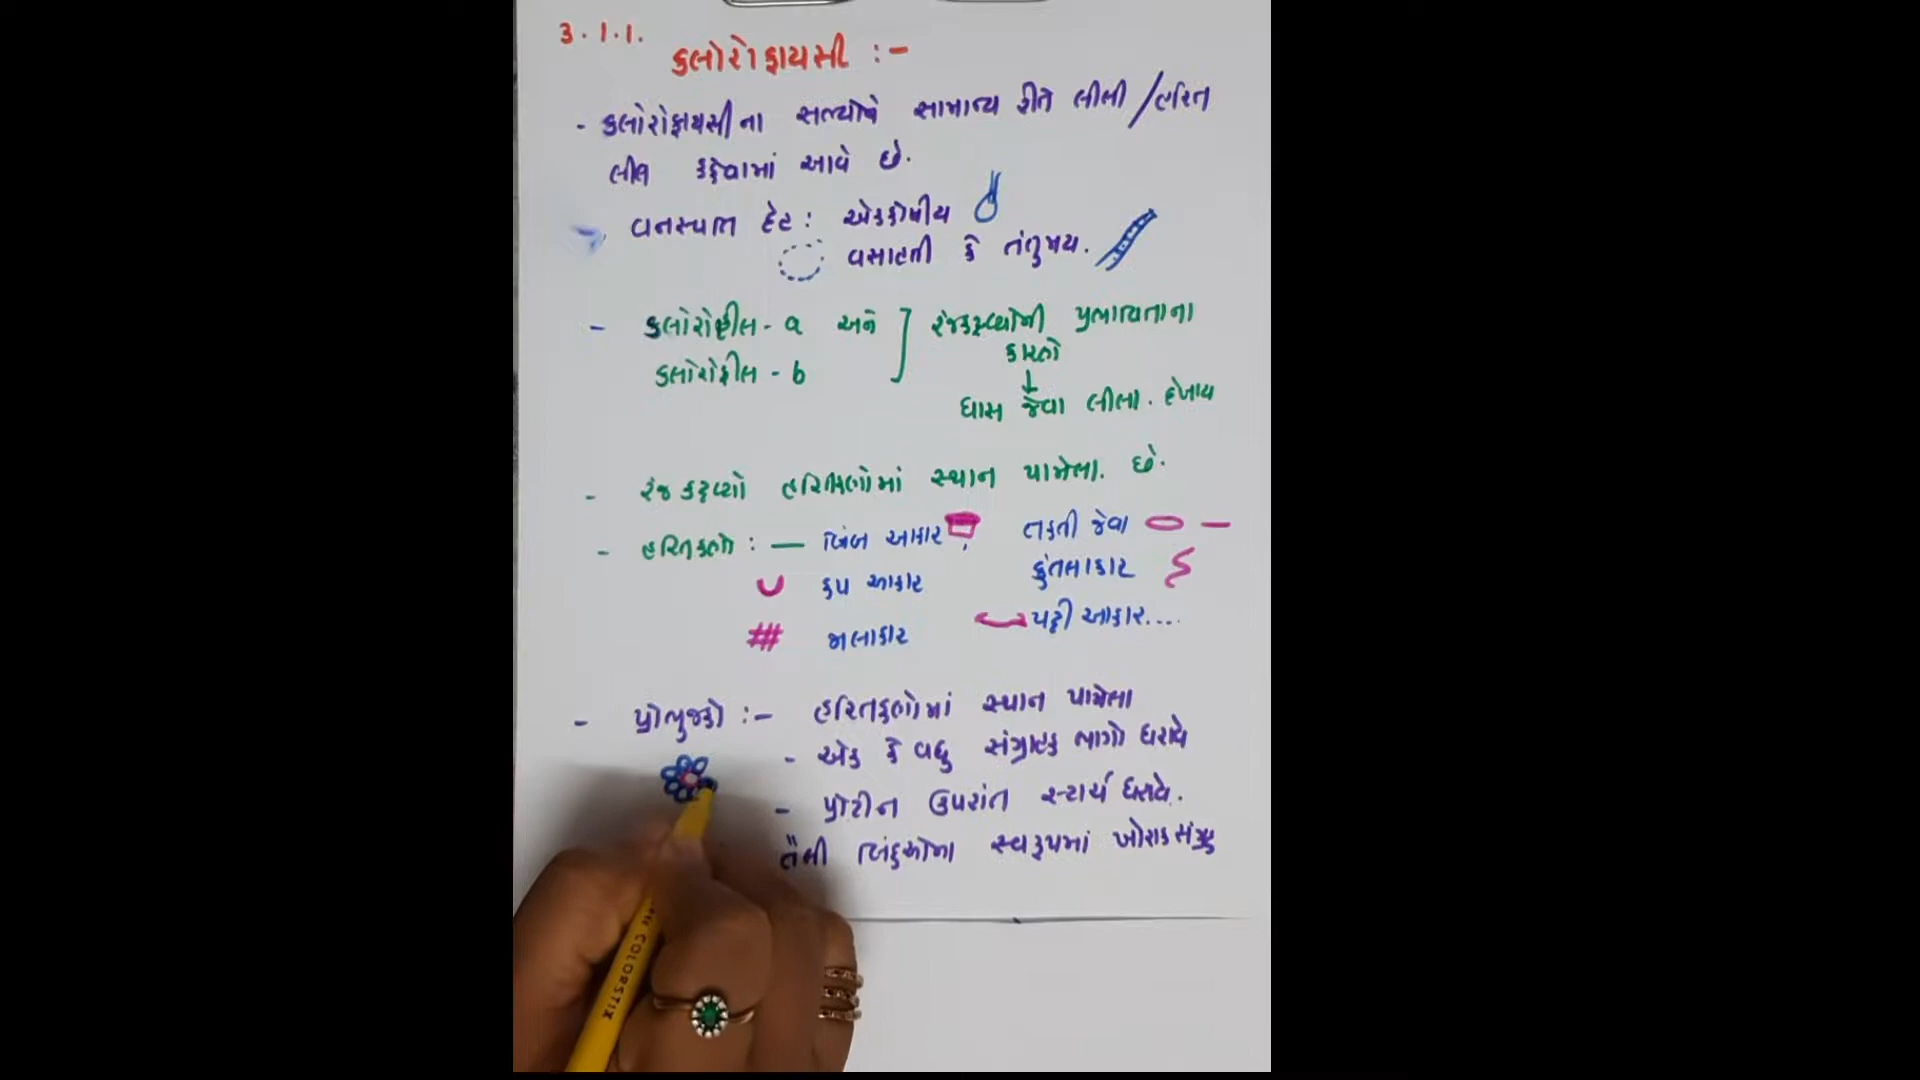 3.1.1.
ક્લોરોફાયસી :-
- ક્લોરોફાયસીના સભ્યોને સામાન્ય રીતે લીલી / હરિત
લીલ કહેવામાં આવે છે.
- વનસ્પતિ દેહ : એકકોષીય
વસાહતી કે તંતુમય.
- ક્લોરોફીલ - a અને ] રંજકદ્રવ્યોની પ્રભાવિતાના
કારણે
ક્લોરોફીલ - b
↓
ઘાસ જેવા લીલા. દેખાય
- રંજકદ્રવ્યો હરિતકણોમાં સ્થાન પામેલા. છે.
- હરિતકણો : — બિંબ આકાર તકતી જેવા
કપ આકાર કુંતલાકાર
જાલાકાર પટ્ટી આકાર....
- પ્રોભુજકો :- હરિતકણોમાં સ્થાન પામેલા
- એક કે વધુ સંગ્રાહક ભાગો ધરાવે
- પ્રોટીન ઉપરાંત સ્ટાર્ચ ધરાવે.
તૈલી બિંદુઓના સ્વરૂપમાં ખોરાક સંગ્રહ
COLORSTIX